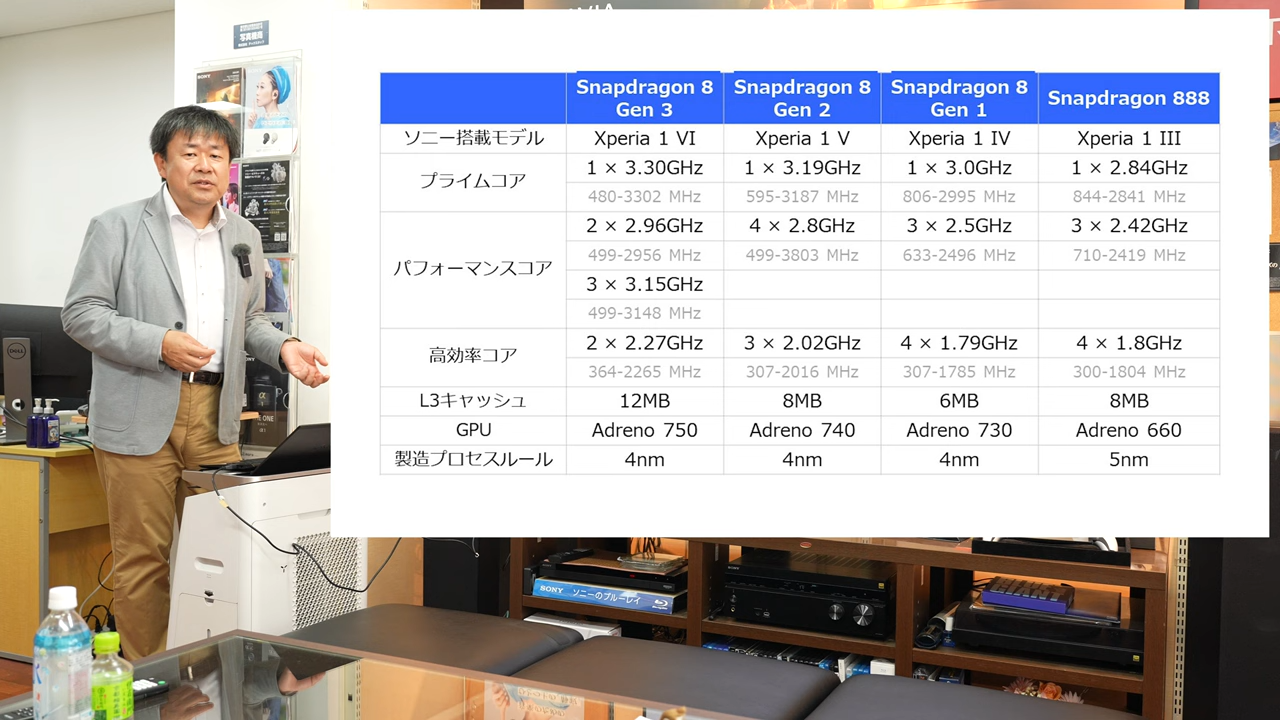 写真機商
SONY
Snapdragon 8 Gen 3 Snapdragon 8 Gen 2 Snapdragon 8 Gen 1 Snapdragon 888
ソニー搭載モデル Xperia 1 VI Xperia 1 V Xperia 1 IV Xperia 1 III
プライムコア 1 × 3.30GHz 1 × 3.19GHz 1 × 3.0GHz 1 × 2.84GHz
480-3302 MHz 595-3187 MHz 806-2995 MHz 844-2841 MHz
パフォーマンスコア 2 × 2.96GHz 4 × 2.8GHz 3 × 2.5GHz 3 × 2.42GHz
499-2956 MHz 499-3803 MHz 633-2496 MHz 710-2419 MHz
3 × 3.15GHz
499-3148 MHz
高効率コア 2 × 2.27GHz 3 × 2.02GHz 4 × 1.79GHz 4 × 1.8GHz
364-2265 MHz 307-2016 MHz 307-1785 MHz 300-1804 MHz
L3キャッシュ 12MB 8MB 6MB 8MB
GPU Adreno 750 Adreno 740 Adreno 730 Adreno 660
製造プロセスルール 4nm 4nm 4nm 5nm
DELL
α
SONY ソニーのブルーレイ
SONY